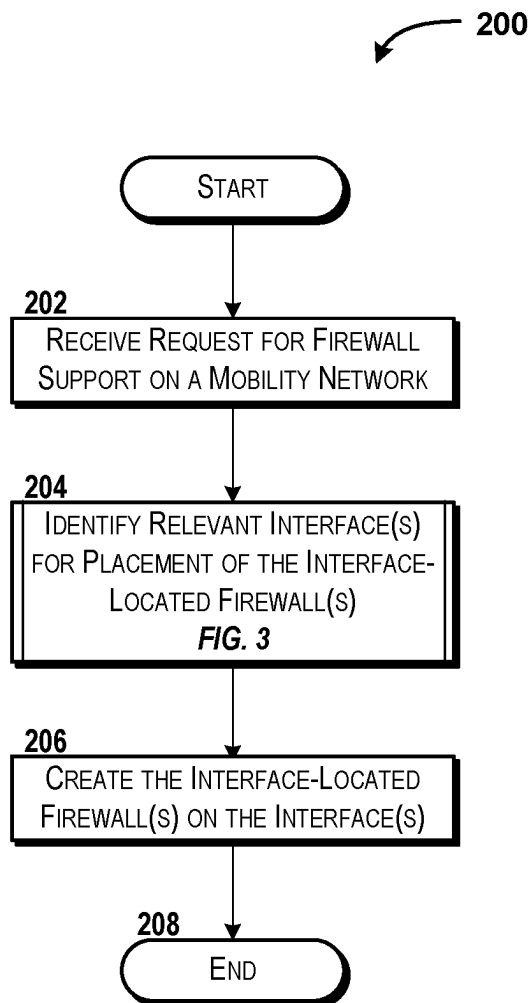 200
START
202
RECEIVE REQUEST FOR FIREWALL
SUPPORT ON A MOBILITY NETWORK
204
IDENTIFY RELEVANT INTERFACE(S)
FOR PLACEMENT OF THE INTERFACE-
LOCATED FIREWALL(S)
FIG. 3
206
CREATE THE INTERFACE-LOCATED
FIREWALL(S) ON THE INTERFACE(S)
208
END